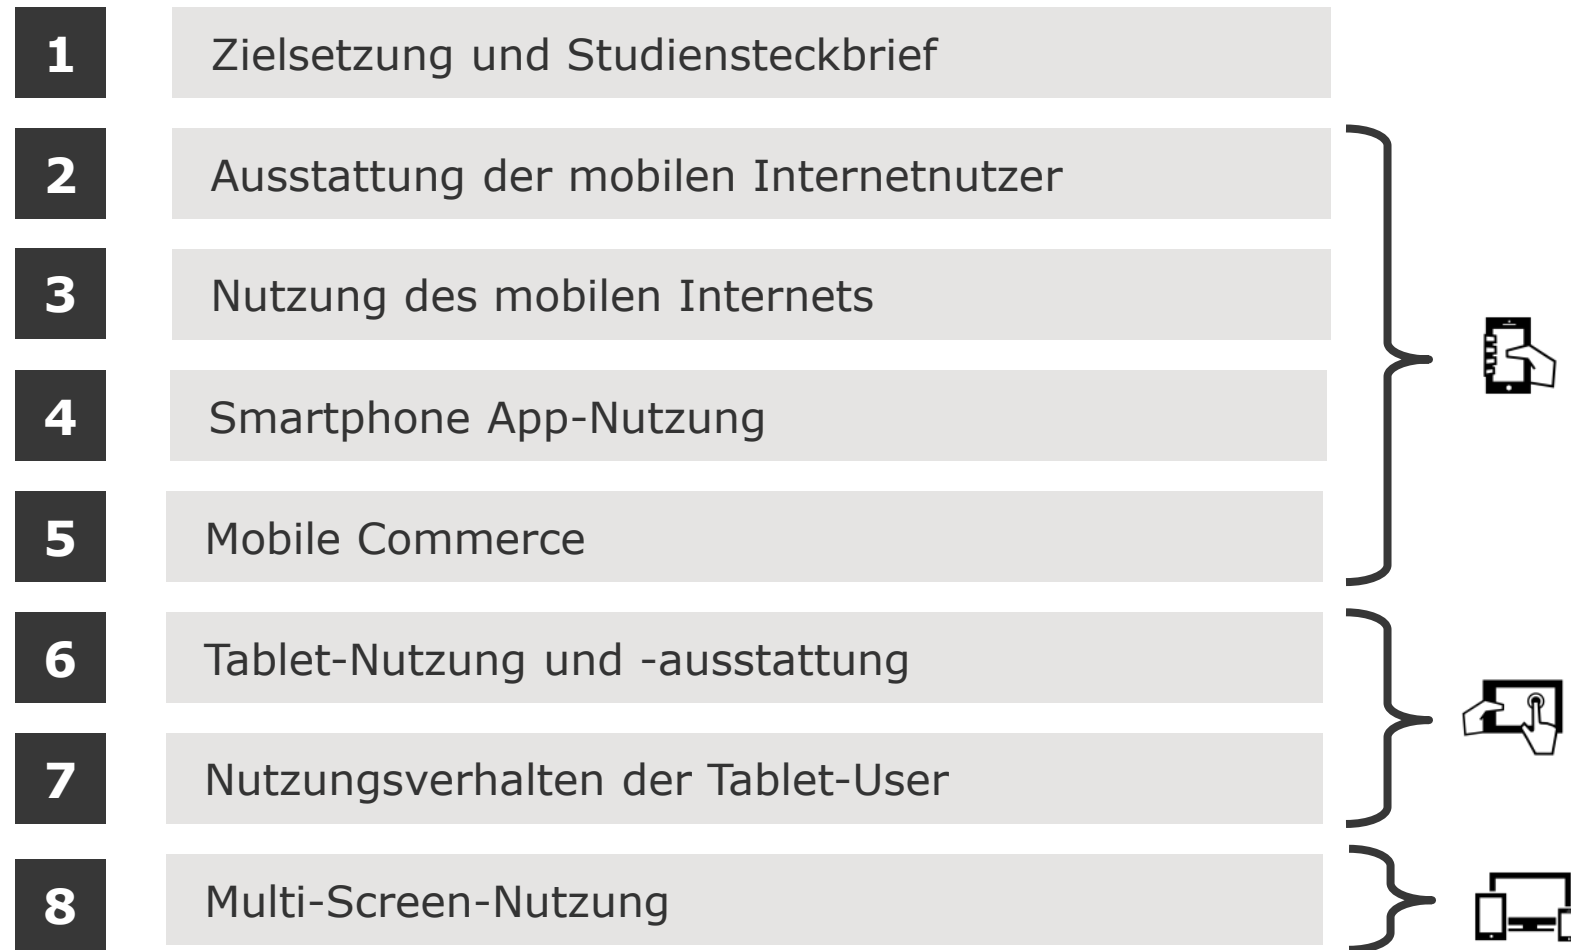 1 Zielsetzung und Studiensteckbrief
2 Ausstattung der mobilen Internetnutzer
3 Nutzung des mobilen Internets
4 Smartphone App-Nutzung
5 Mobile Commerce
6 Tablet-Nutzung und -ausstattung
7 Nutzungsverhalten der Tablet-User
8 Multi-Screen-Nutzung